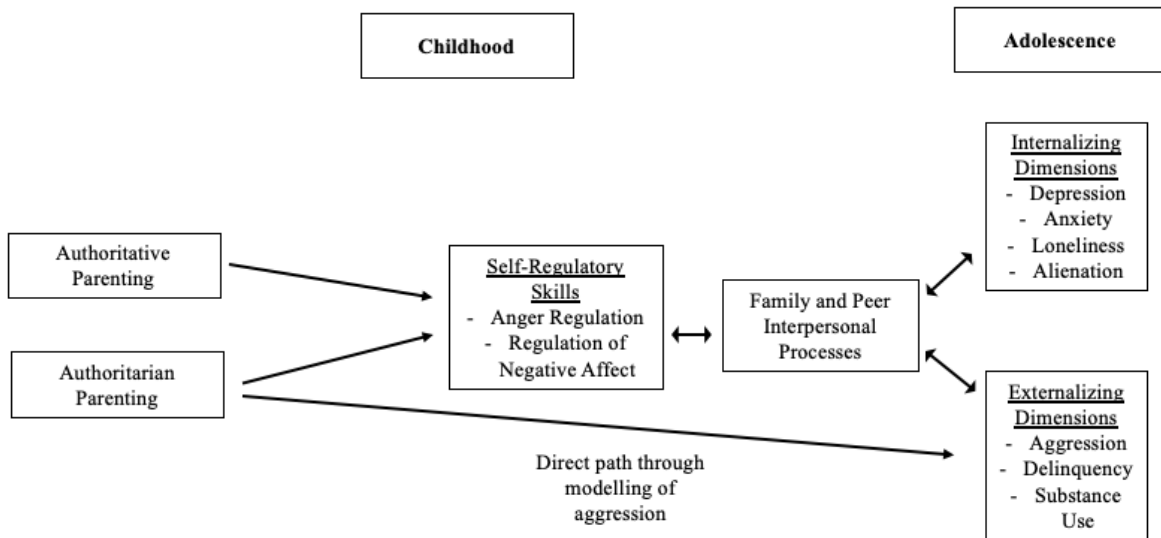 Childhood
Adolescence
Internalizing
Dimensions
- Depression
- Anxiety
- Loneliness
- Alienation
Authoritative
Parenting
Self-Regulatory
Skills
- Anger Regulation
- Regulation of
Negative Affect
Family and Peer
Interpersonal
Processes
Authoritarian
Parenting
Externalizing
Dimensions
- Aggression
- Delinquency
- Substance
Use
Direct path through
modelling of
aggression